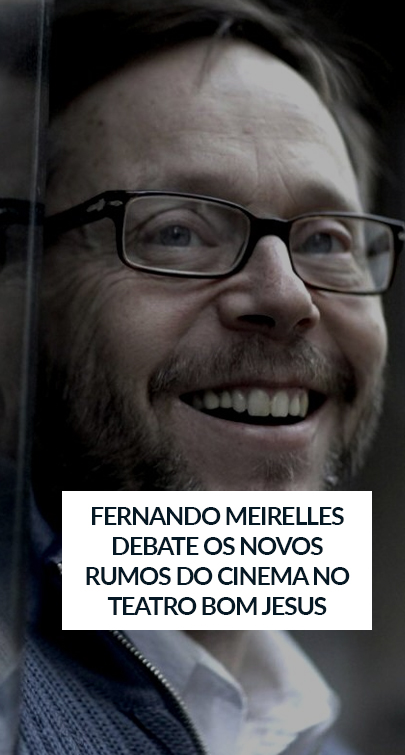 FERNANDO MEIRELLES
DEBATE OS NOVOS
RUMOS DO CINEMA NO
TEATRO BOM JESUS